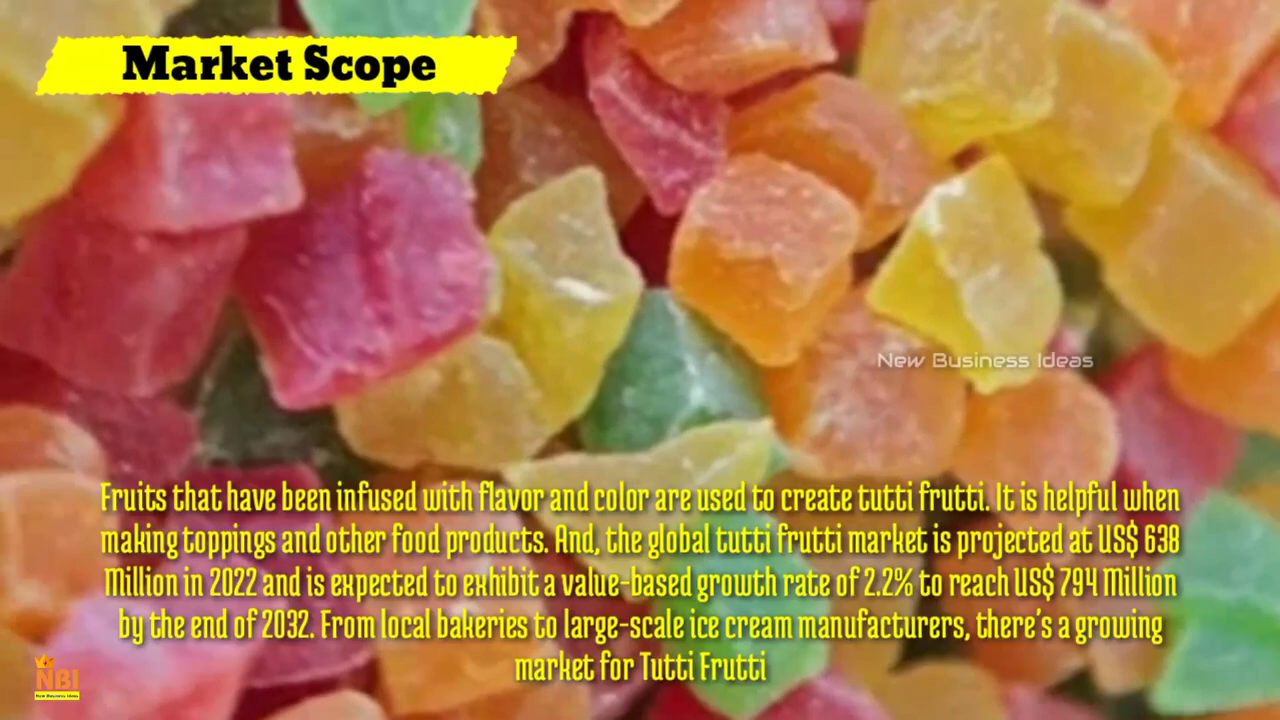 Market Scope
New Business Ideas
Fruits that have been infused with flavor and color are used to create tutti frutti. It is helpful when
making toppings and other food products. And, the global tutti frutti market is projected at US$ 638
Million in 2022 and is expected to exhibit a value-based growth rate of 2.2% to reach US$ 794 Million
by the end of 2032. From local bakeries to large-scale ice cream manufacturers, there's a growing
market for Tutti Frutti
NBI
New Business Ideas